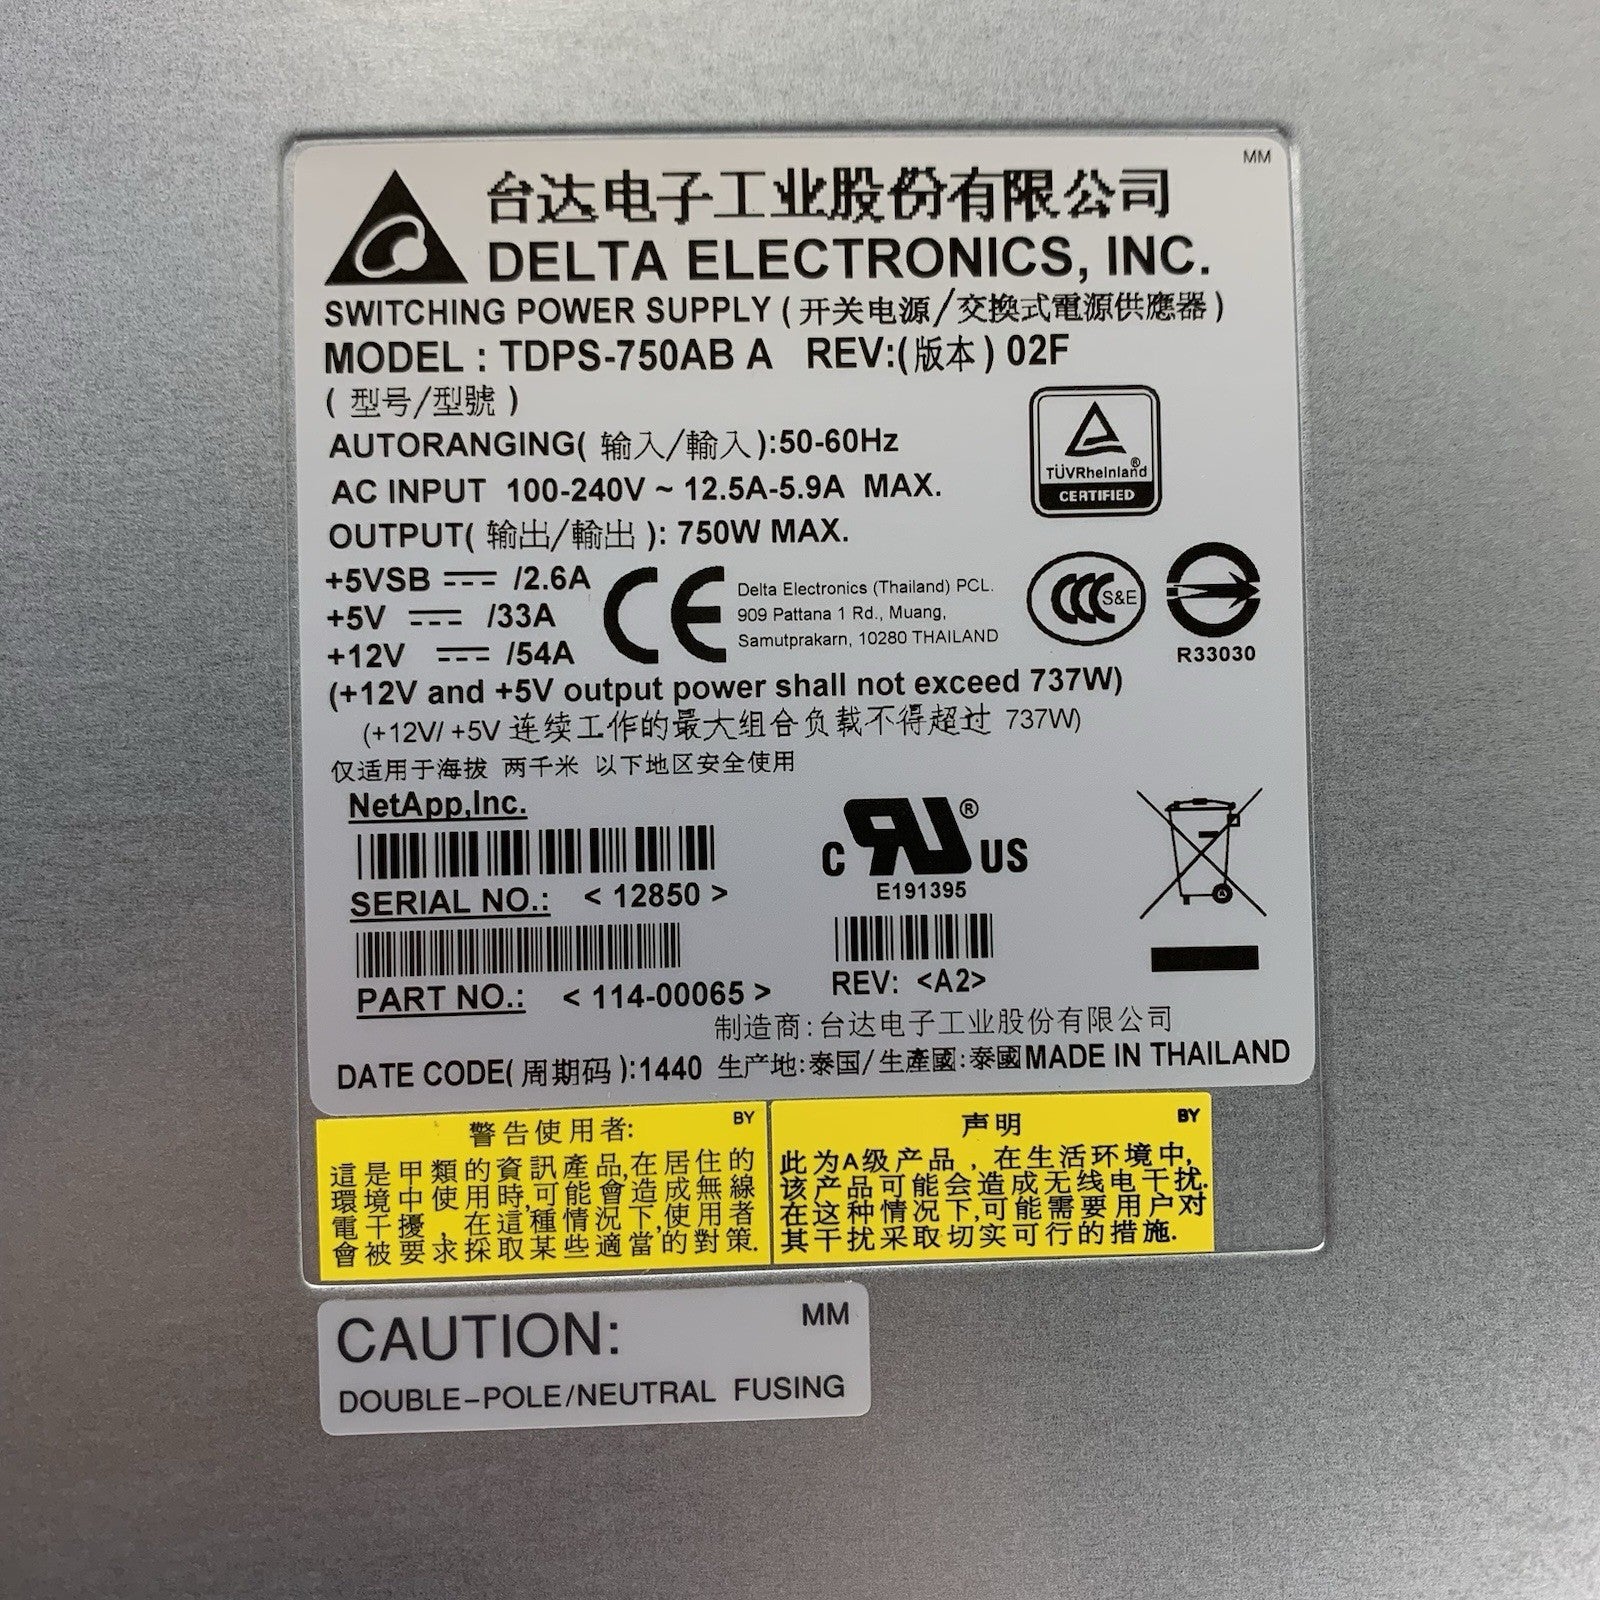 MM
台达电子工业股份有限公司
DELTA ELECTRONICS, INC.
SWITCHING POWER SUPPLY (开关电源/交換式電源供應器)
MODEL : TDPS-750AB A REV:(版本) 02F
(型号/型號)
AUTORANGING(输入/輸入):50-60Hz
AC INPUT 100-240V ~ 12.5A-5.9A MAX.
TÜVRheinland®
CERTIFIED
OUTPUT(输出/輸出): 750W MAX.
+5VSB /2.6A
+5V /33A
+12V /54A
CE
Delta Electronics (Thailand) PCL.
909 Pattana 1 Rd., Muang,
Samutprakarn, 10280 THAILAND
CCC S&E
R33030
(+12V and +5V output power shall not exceed 737W)
(+12V/ +5V 连续工作的最大组合负载不得超过 737W)
仅适用于海拔 两千米 以下地区安全使用
NetApp,Inc.
SERIAL NO.: < 12850 >
C RU ® US
E191395
PART NO.: < 114-00065 >
REV: <A2>
制造商:台达电子工业股份有限公司
DATE CODE(周期码):1440 生产地:泰国/生產國:泰國MADE IN THAILAND
警告使用者: BY
這是甲類的資訊產品,在居住的
環境中使用時,可能會造成無線
電干擾,在這種情況下,使用者
會被要求採取某些適當的對策.
声明 BY
此为A级产品,在生活环境中,
该产品可能会造成无线电干扰.
在这种情况下,可能需要用户对
其干扰采取切实可行的措施.
CAUTION: MM
DOUBLE-POLE/NEUTRAL FUSING